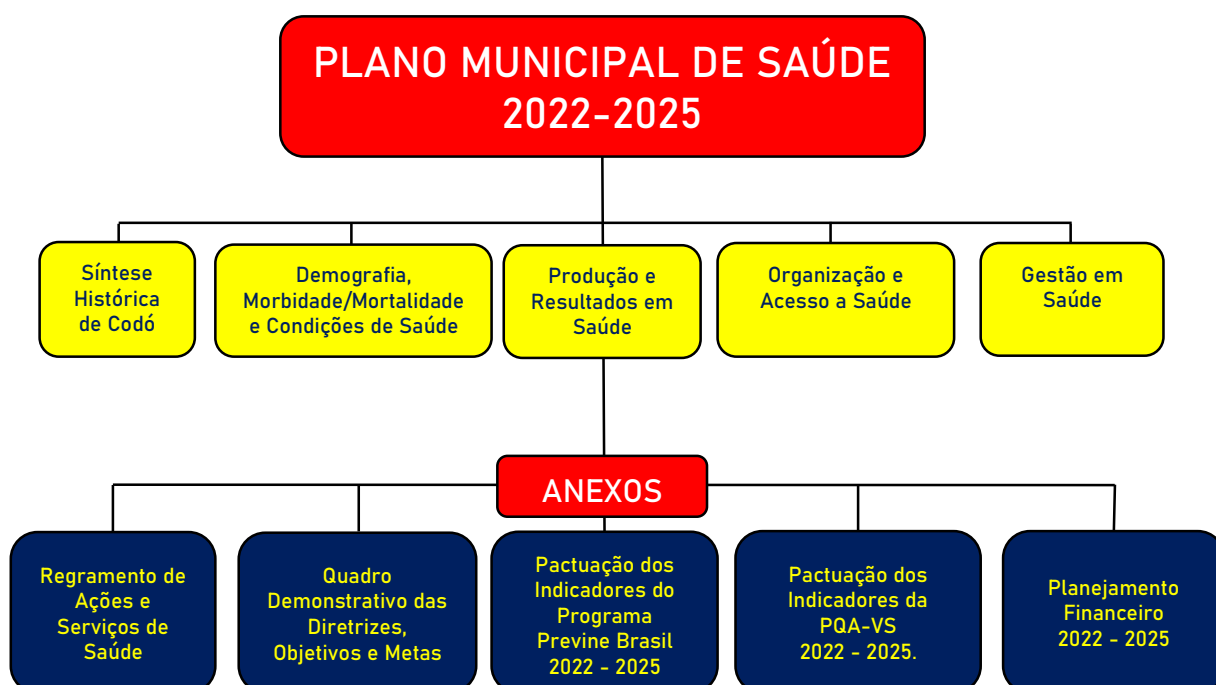 PLANO MUNICIPAL DE SAÚDE
2022-2025
Síntese
Histórica
de Codó
Demografia,
Morbidade/Mortalidade
e Condições de Saúde
Produção e
Resultados em
Saúde
Organização e
Acesso a Saúde
Gestão em
Saúde
ANEXOS
Regramento de
Ações e
Serviços de
Saúde
Quadro
Demonstrativo das
Diretrizes,
Objetivos e Metas
Pactuação dos
Indicadores do
Programa
Previne Brasil
2022 - 2025
Pactuação dos
Indicadores da
PQA-VS
2022 - 2025.
Planejamento
Financeiro
2022 - 2025